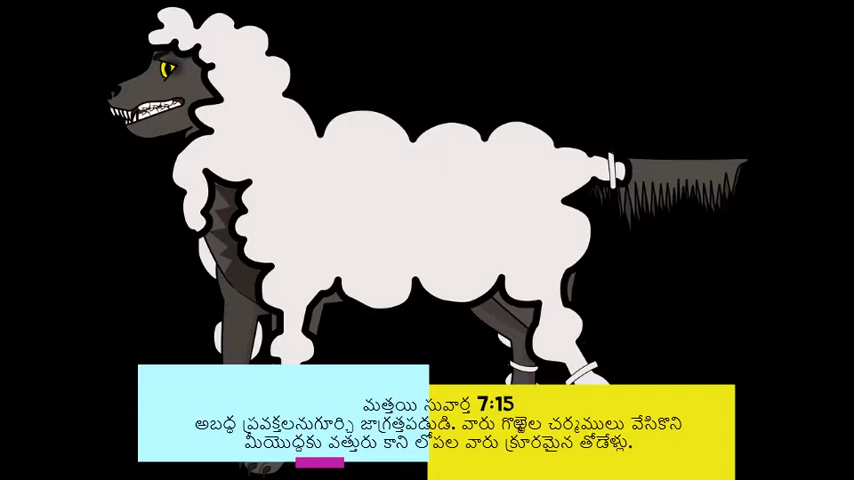 మత్తయి సువార్త 7:15
అబద్ధ ప్రవక్తలనుగూర్చి జాగ్రత్తపడుడి. వారు గొఱ్ఱెల చర్మములు వేసికొని
మీయొద్దకు వత్తురు కాని లోపల వారు క్రూరమైన తోడేళ్లు.